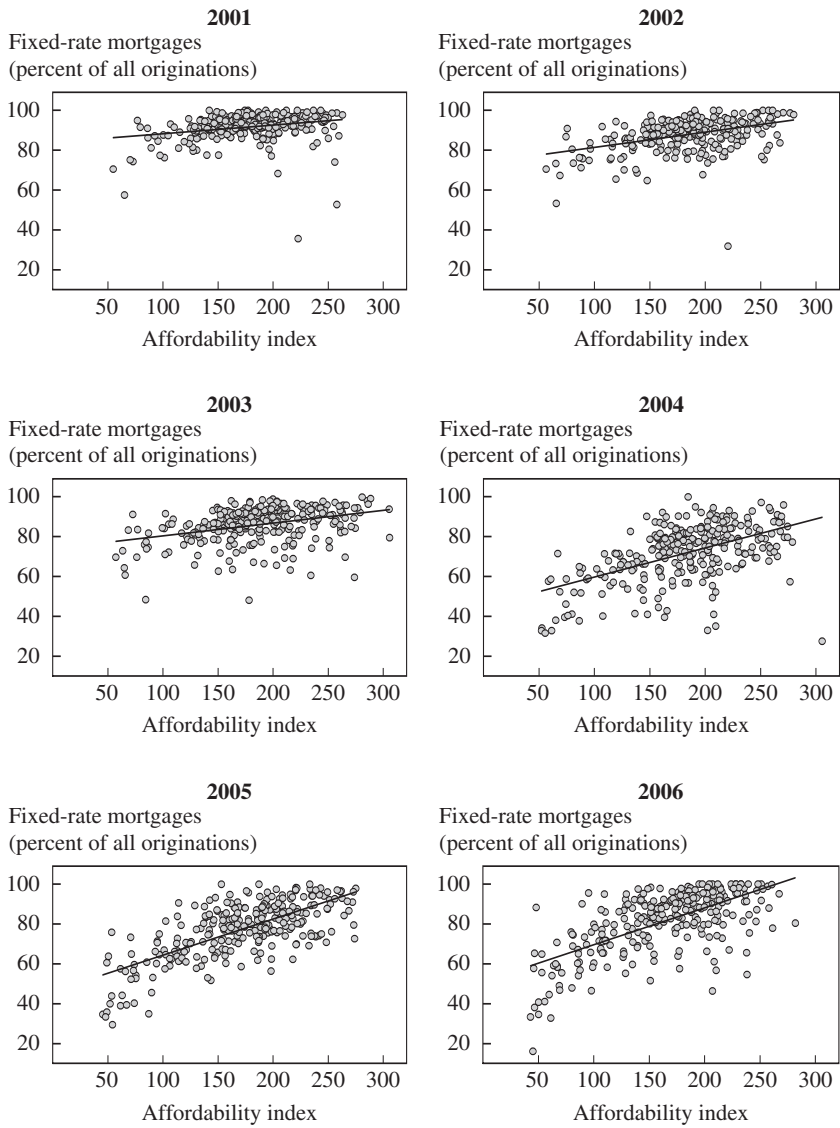 2001
Fixed-rate mortgages
(percent of all originations)
100
80
60
40
20
50 100 150 200 250 300
Affordability index
2002
Fixed-rate mortgages
(percent of all originations)
100
80
60
40
20
50 100 150 200 250 300
Affordability index
2003
Fixed-rate mortgages
(percent of all originations)
100
80
60
40
20
50 100 150 200 250 300
Affordability index
2004
Fixed-rate mortgages
(percent of all originations)
100
80
60
40
20
50 100 150 200 250 300
Affordability index
2005
Fixed-rate mortgages
(percent of all originations)
100
80
60
40
20
50 100 150 200 250 300
Affordability index
2006
Fixed-rate mortgages
(percent of all originations)
100
80
60
40
20
50 100 150 200 250 300
Affordability index